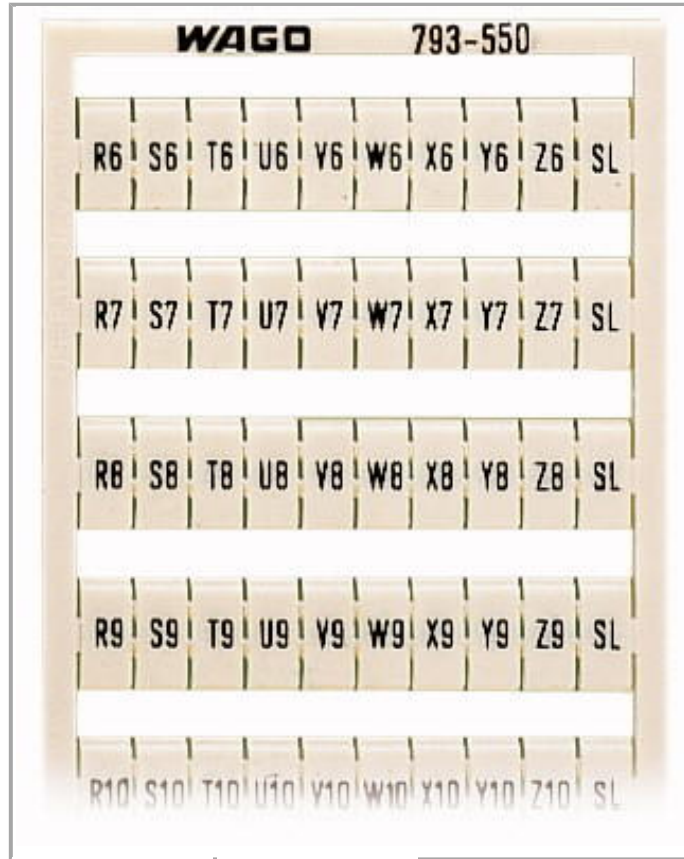 WAGO 793-550
R6 S6 T6 U6 V6 W6 X6 Y6 Z6 SL
R7 S7 T7 U7 V7 W7 X7 Y7 Z7 SL
R8 S8 T8 U8 V8 W8 X8 Y8 Z8 SL
R9 S9 T9 U9 V9 W9 X9 Y9 Z9 SL
R10 S10 T10 U10 V10 W10 X10 Y10 Z10 SL